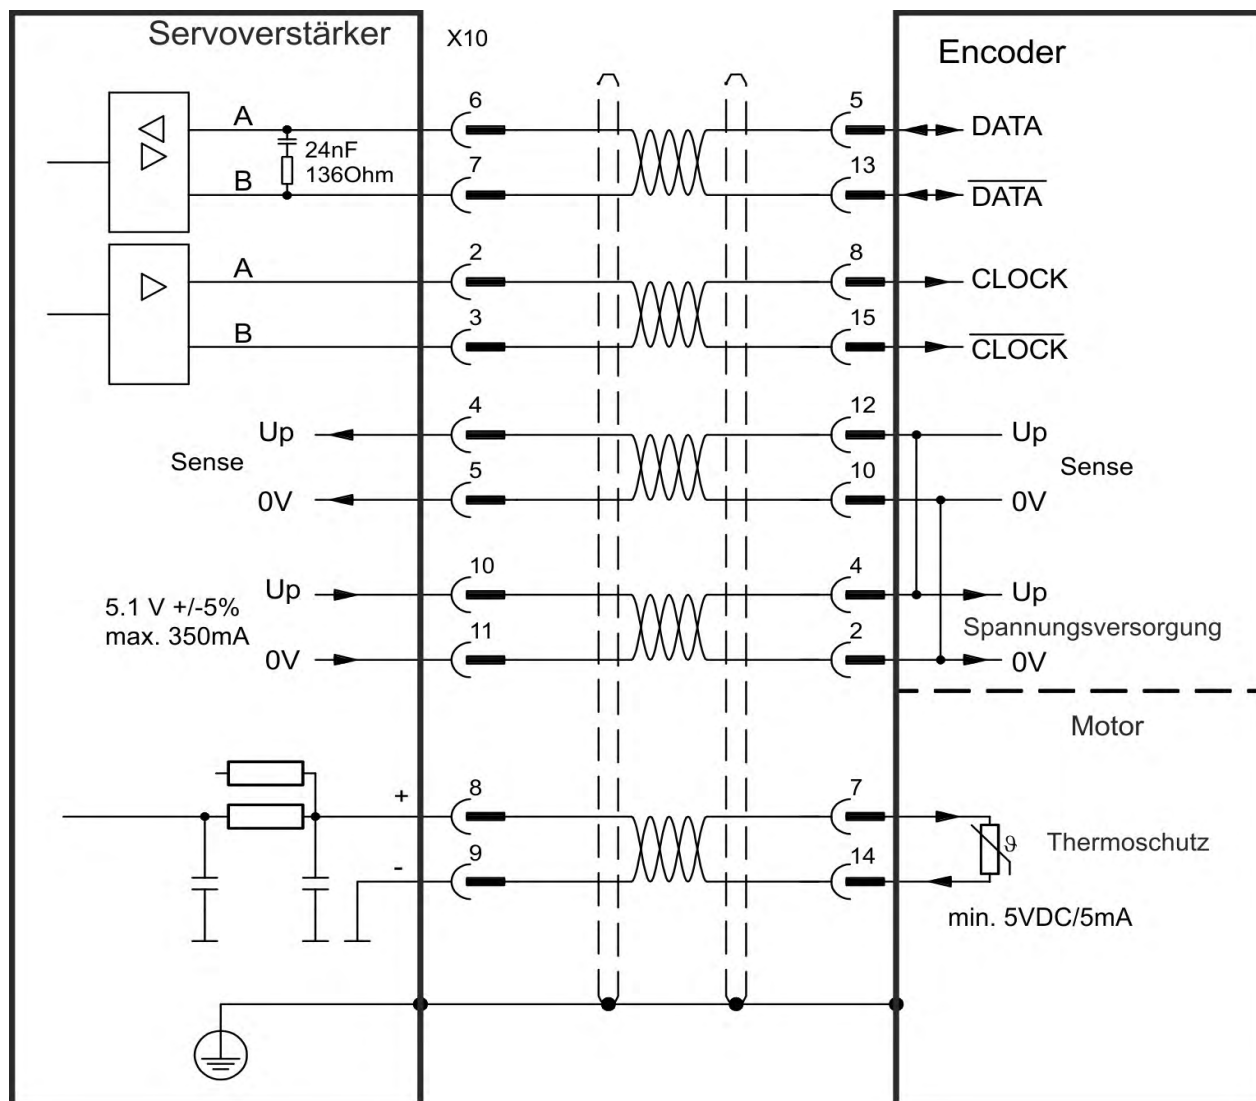 Servoverstärker
X10
Encoder
A
6
5
DATA
24nF
136Ohm
B
7
13
DATA
A
2
8
CLOCK
B
3
15
CLOCK
Up
4
12
Up
Sense
Sense
0V
5
10
0V
Up
10
4
Up
5.1 V +/-5%
max. 350mA
Spannungsversorgung
0V
11
2
0V
Motor
+
8
7
ϑ
Thermoschutz
-
9
14
min. 5VDC/5mA